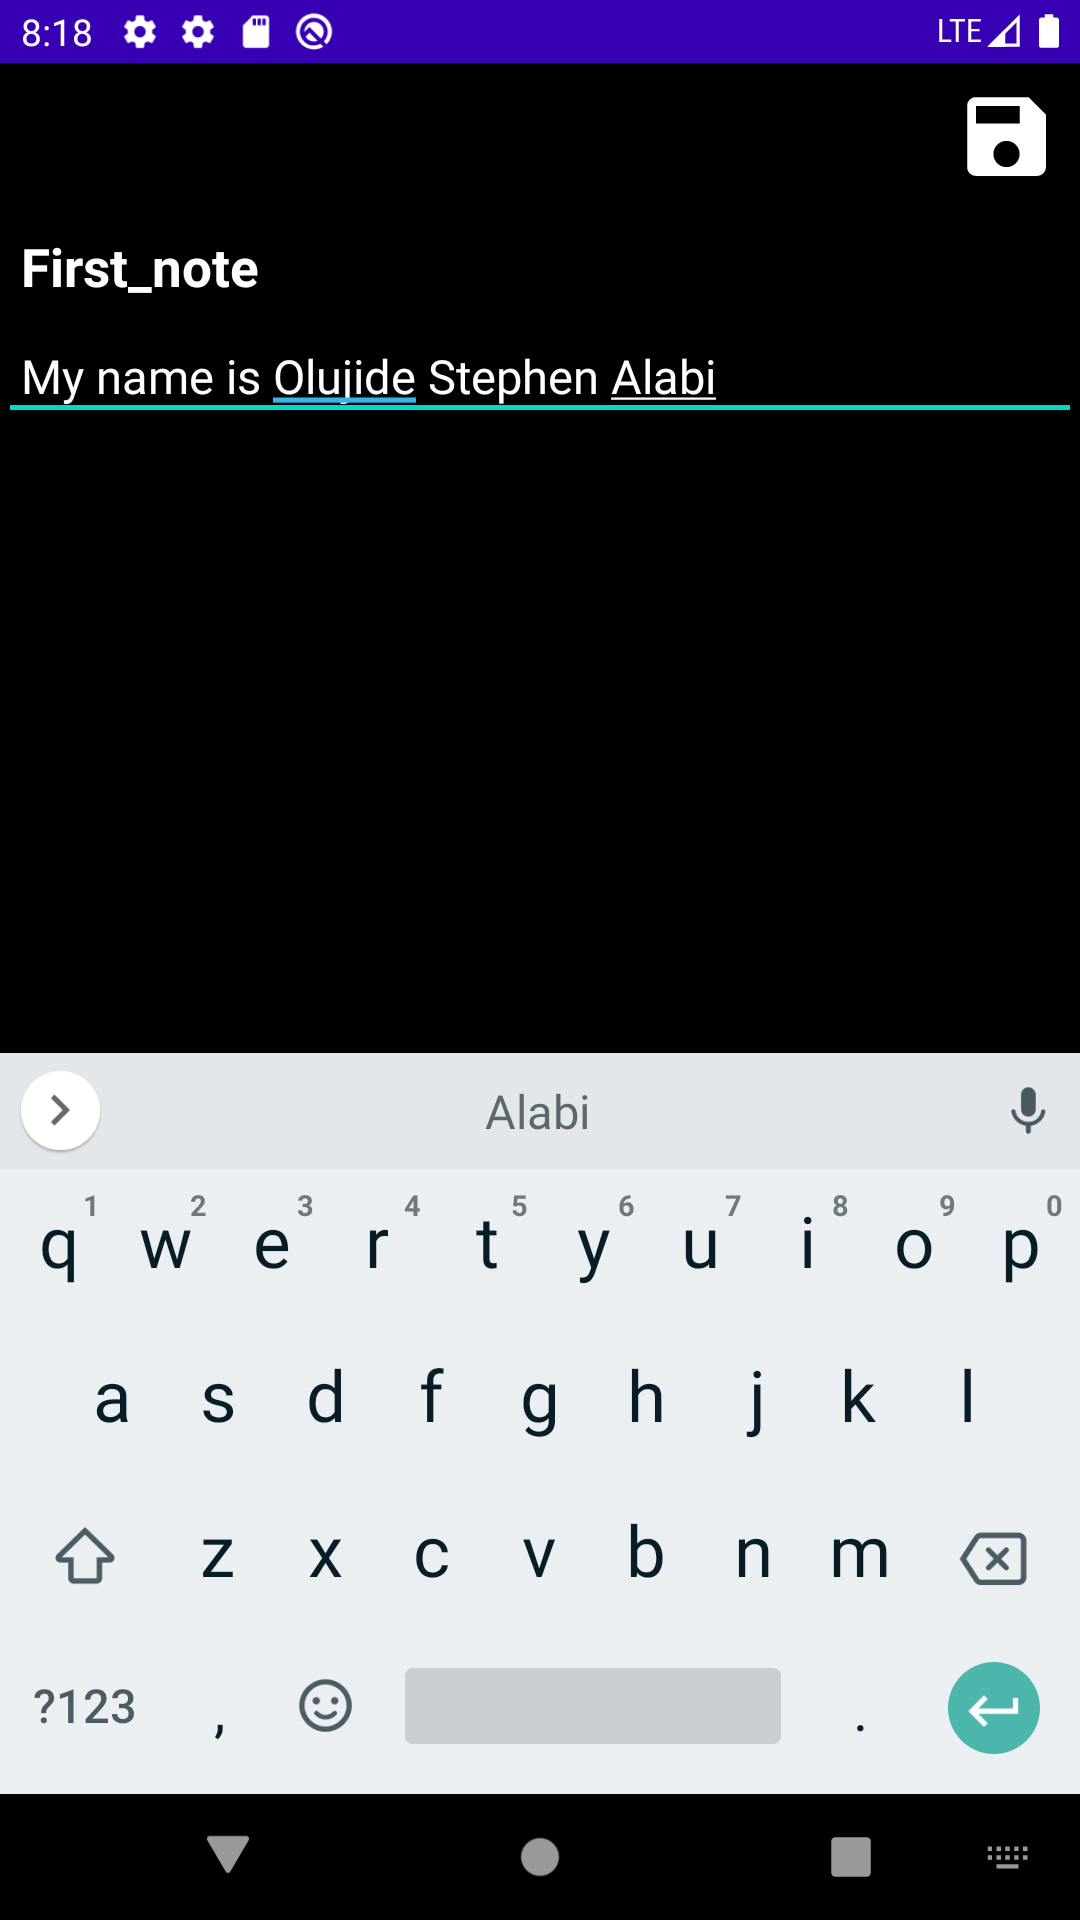 8:18 LTE
First_note
My name is Olujide Stephen Alabi
Alabi
1 2 3 4 5 6 7 8 9 0
q w e r t y u i o p
a s d f g h j k l
z x c v b n m
?123 , .